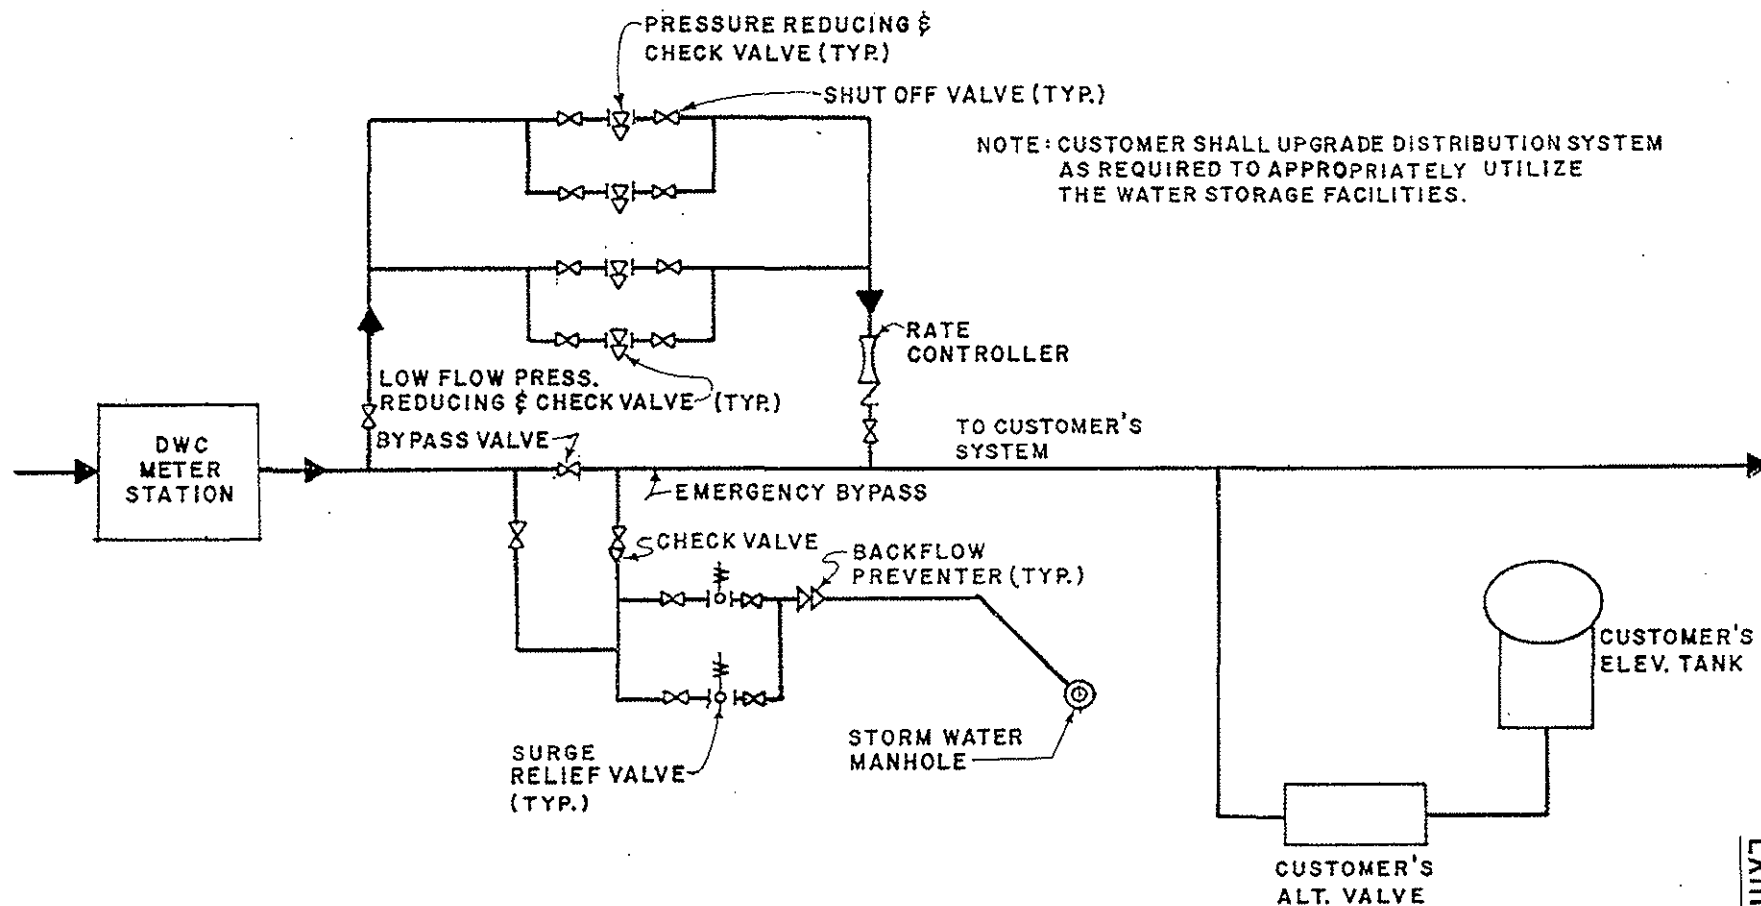 PRESSURE REDUCING &
CHECK VALVE (TYP.)
SHUT OFF VALVE (TYP.)
NOTE: CUSTOMER SHALL UPGRADE DISTRIBUTION SYSTEM
AS REQUIRED TO APPROPRIATELY UTILIZE
THE WATER STORAGE FACILITIES.
RATE
CONTROLLER
LOW FLOW PRESS.
REDUCING & CHECK VALVE (TYP.)
BYPASS VALVE
TO CUSTOMER'S
SYSTEM
DWC
METER
STATION
EMERGENCY BYPASS
CHECK VALVE
BACKFLOW
PREVENTER (TYP.)
CUSTOMER'S
ELEV. TANK
SURGE
RELIEF VALVE
(TYP.)
STORM WATER
MANHOLE
CUSTOMER'S
ALT. VALVE